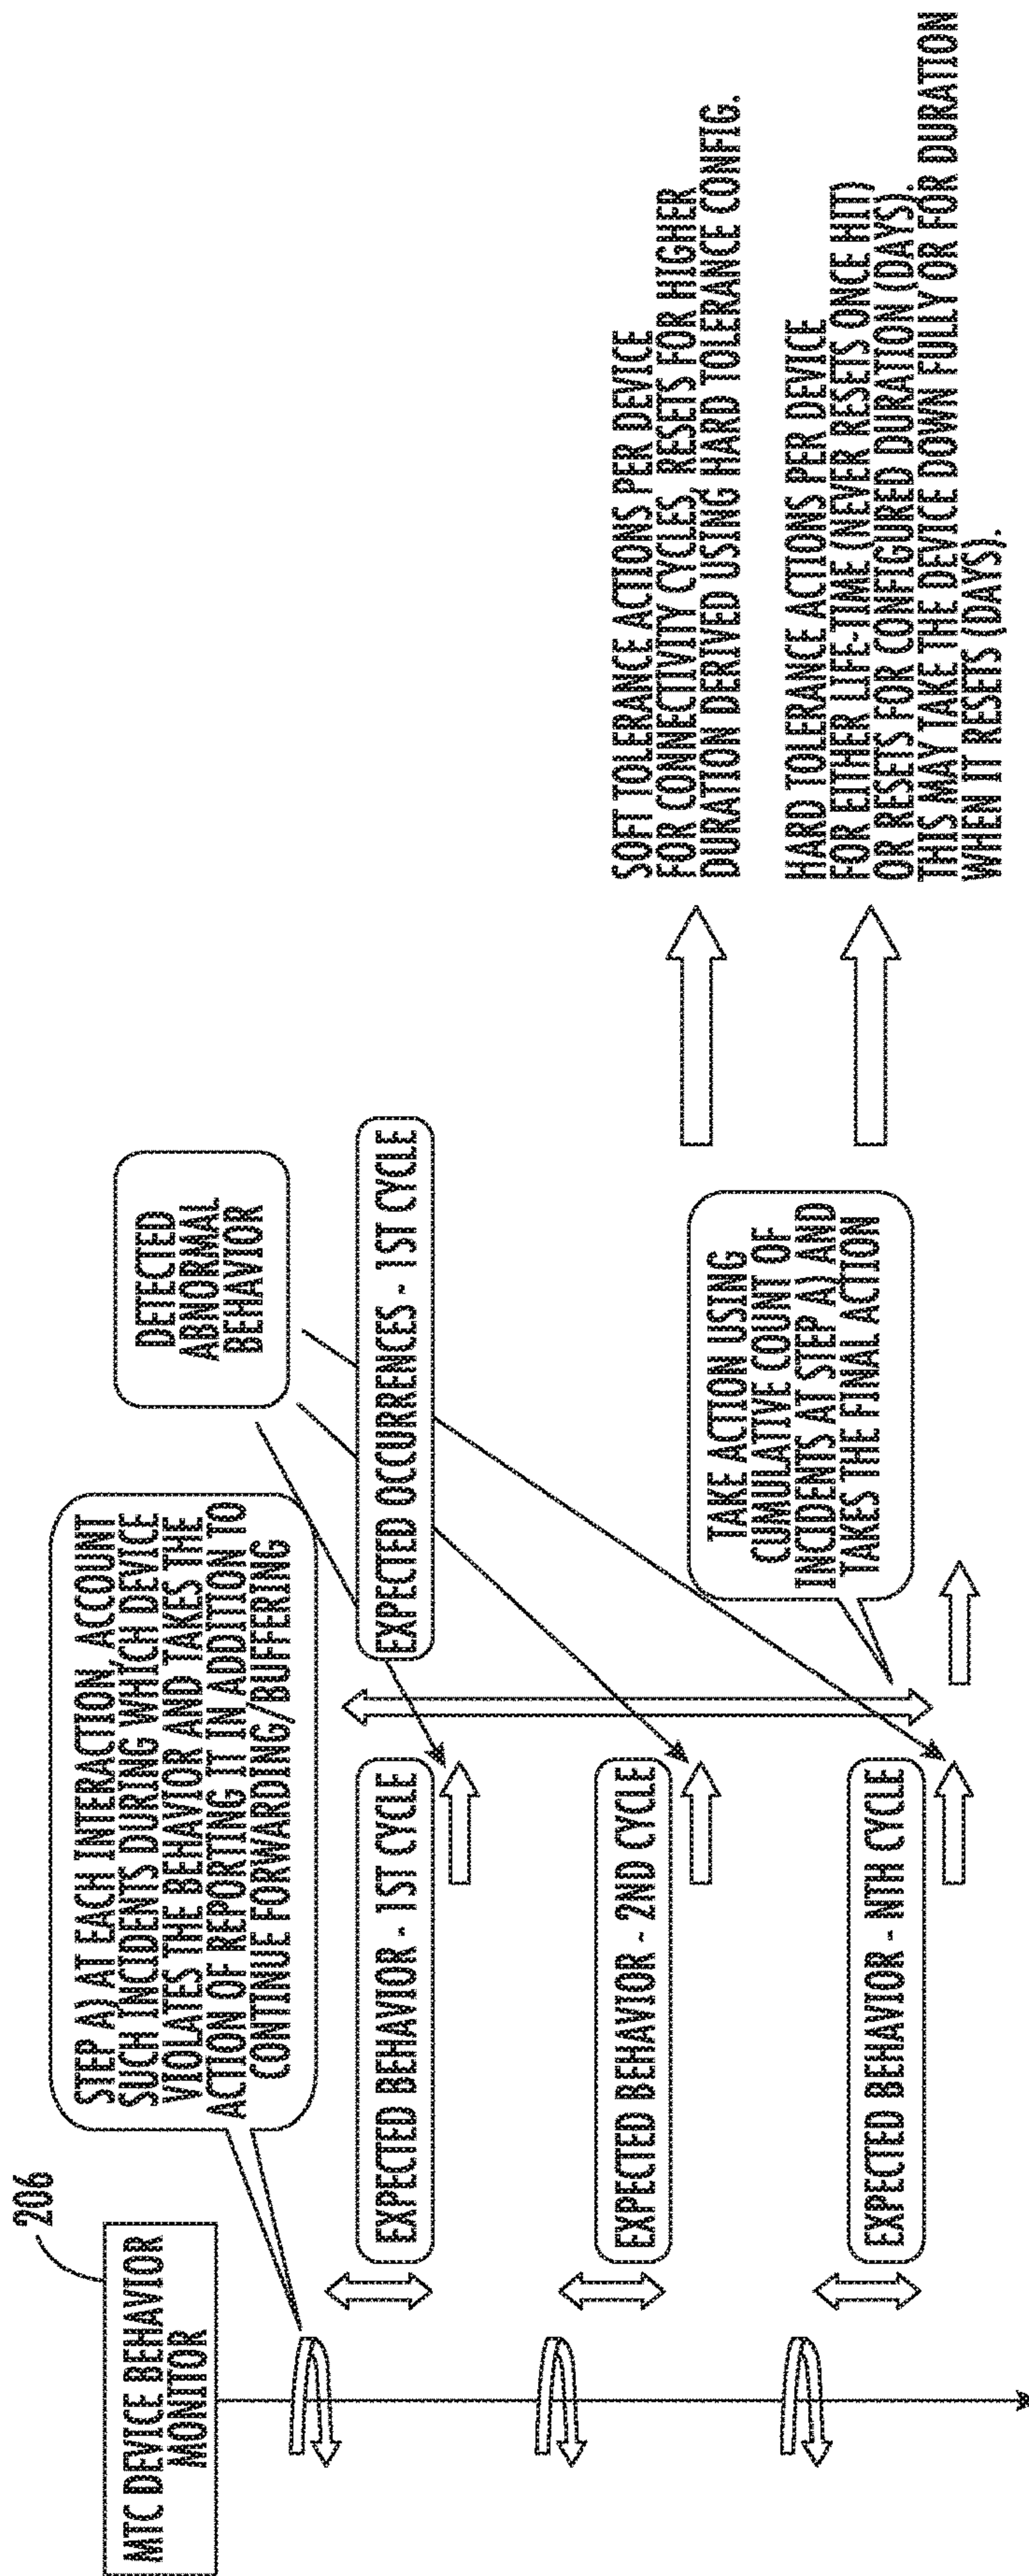 206
MTC DEVICE BEHAVIOR
MONITOR
STEP A) AT EACH INTERACTION, ACCOUNT
SUCH INCIDENTS DURING WHICH DEVICE
VIOLATES THE BEHAVIOR AND TAKES THE
ACTION OF REPORTING IT IN ADDITION TO
CONTINUE FORWARDING/BUFFERING
DETECTED
ABNORMAL
BEHAVIOR
EXPECTED BEHAVIOR - 1ST CYCLE
EXPECTED OCCURRENCES - 1ST CYCLE
EXPECTED BEHAVIOR - 2ND CYCLE
EXPECTED BEHAVIOR - NTH CYCLE
TAKE ACTION USING
CUMULATIVE COUNT OF
INCIDENTS AT STEP A) AND
TAKES THE FINAL ACTION
SOFT TOLERANCE ACTIONS PER DEVICE
FOR CONNECTIVITY CYCLES, RESETS FOR HIGHER
DURATION DERIVED USING HARD TOLERANCE CONFIG.
HARD TOLERANCE ACTIONS PER DEVICE
FOR EITHER LIFE-TIME (NEVER RESETS ONCE HIT)
OR RESETS FOR CONFIGURED DURATION (DAYS).
THIS MAY TAKE THE DEVICE DOWN FULLY OR FOR DURATION
WHEN IT RESETS (DAYS).